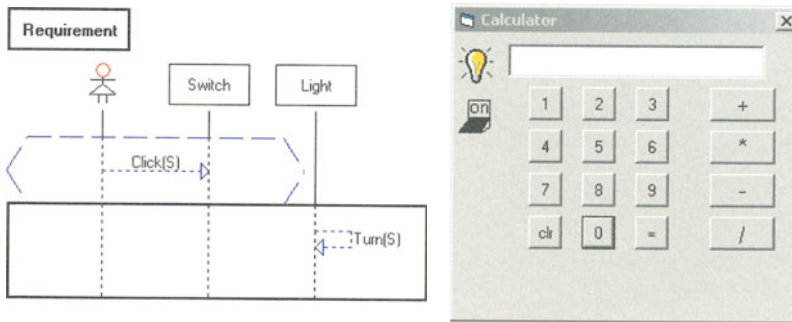 Requirement
Switch
Light
Click(S)
Turn(S)
Calculator
on
1 2 3 +
4 5 6 *
7 8 9 -
clr 0 = /